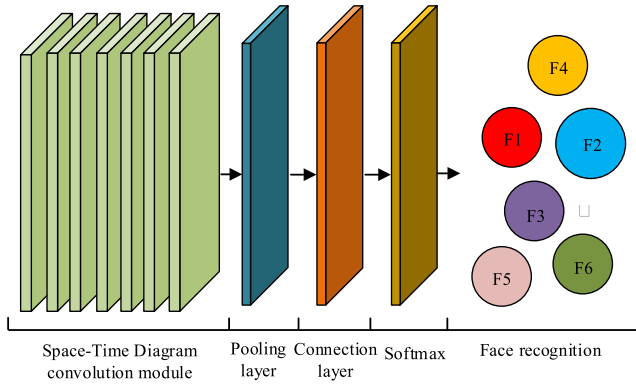 F4
F1
F2
F3
F5
F6
Space-Time Diagram
convolution module
Pooling
layer
Connection
layer
Softmax
Face recognition